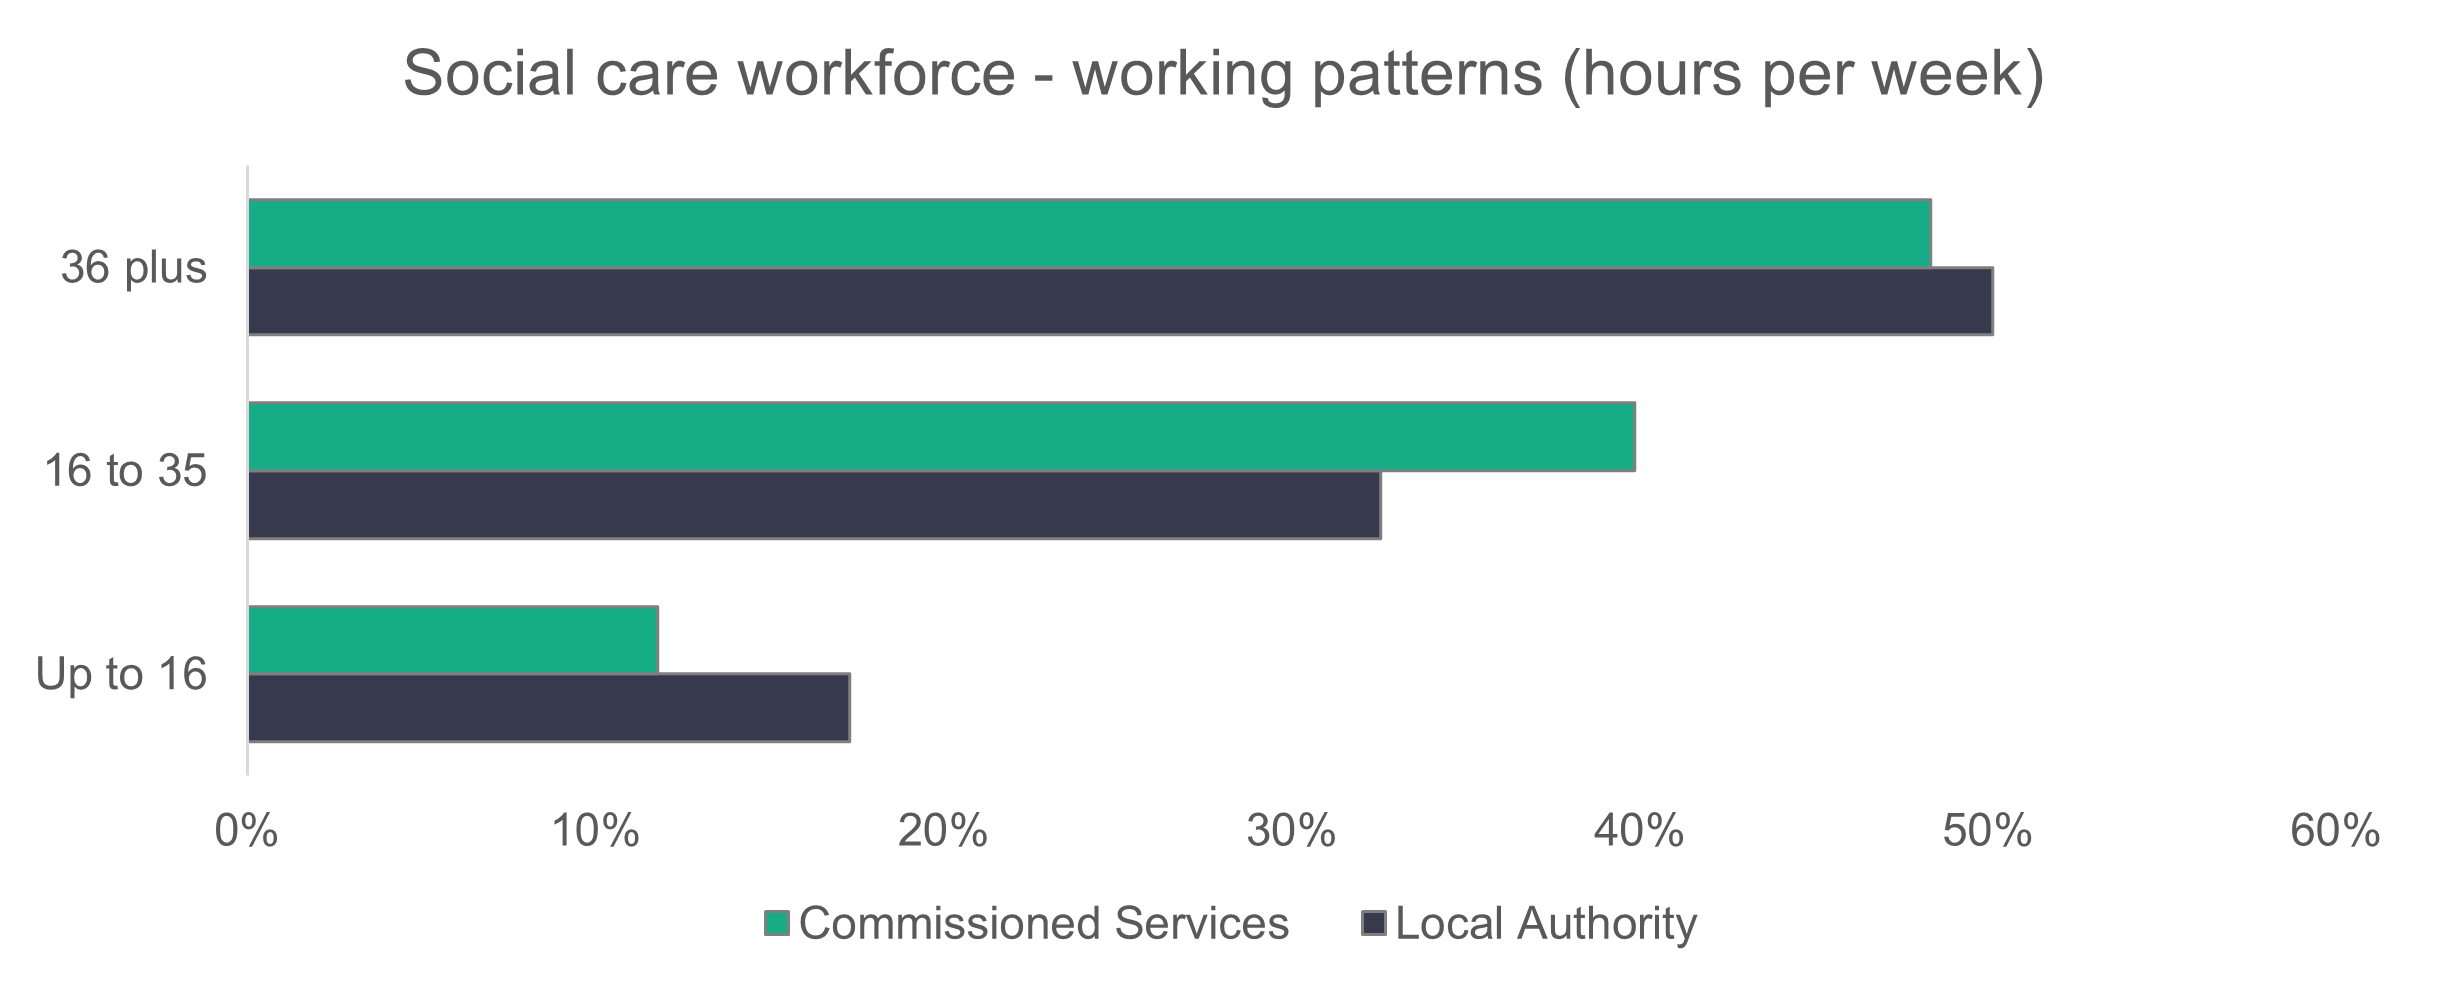 Social care workforce - working patterns (hours per week)
36 plus
16 to 35
Up to 16
0% 10% 20% 30% 40% 50% 60%
Commissioned Services Local Authority